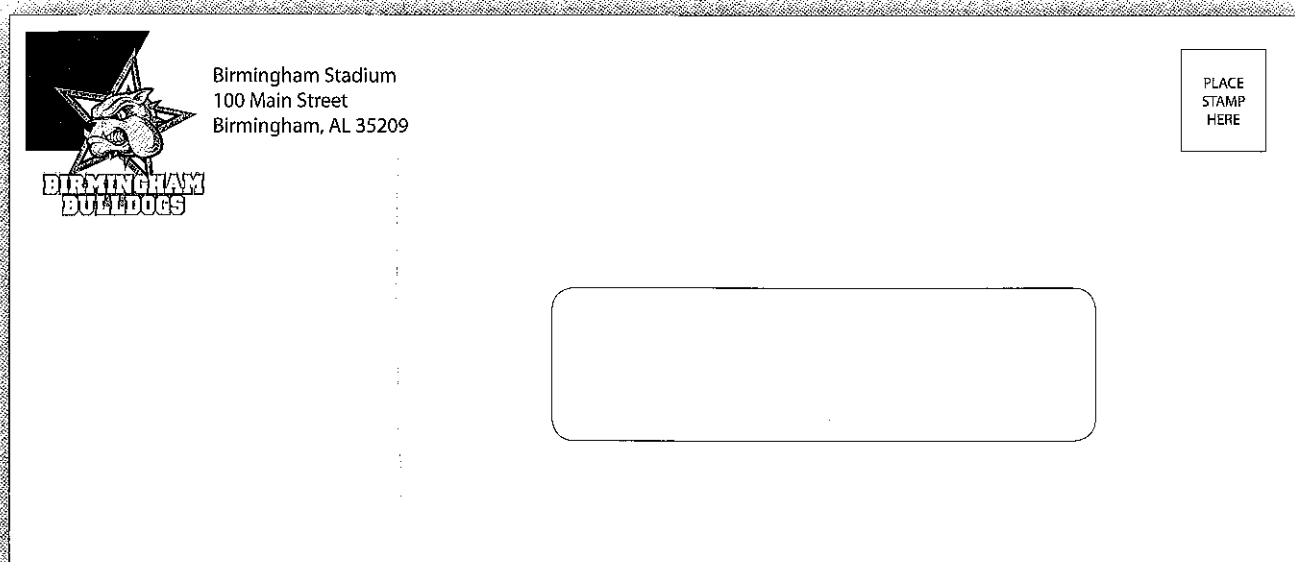 Birmingham Stadium
100 Main Street
Birmingham, AL 35209
BIRMINGHAM
BULLDOGS
PLACE
STAMP
HERE